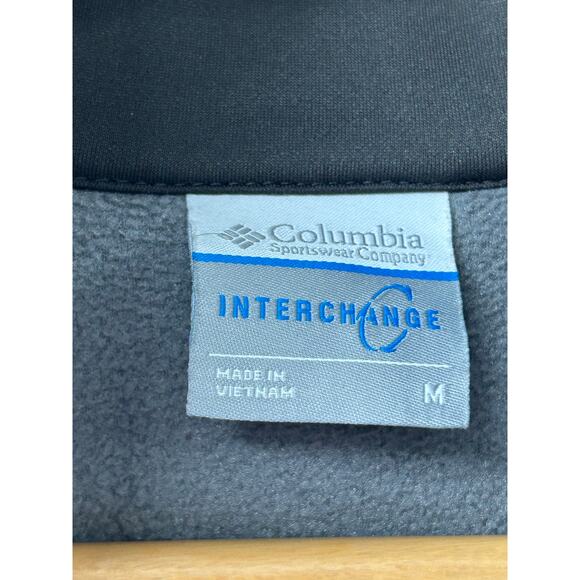 Columbia
Sportswear Company
INTERCHANGE
MADE IN
VIETNAM
M